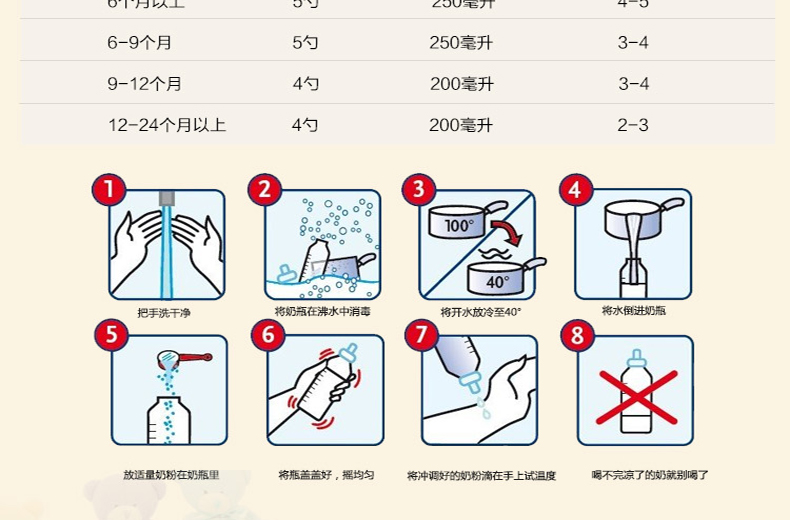 6个月以上 5勺 250毫升 4-5
6-9个月 5勺 250毫升 3-4
9-12个月 4勺 200毫升 3-4
12-24个月以上 4勺 200毫升 2-3
1 2 3 4
100°
40°
把手洗干净 将奶瓶在沸水中消毒 将开水放冷至40° 将水倒进奶瓶
5 6 7 8
放适量奶粉在奶瓶里 将瓶盖盖好，摇均匀 将冲调好的奶粉滴在手上试温度 喝不完凉了的奶就别喝了